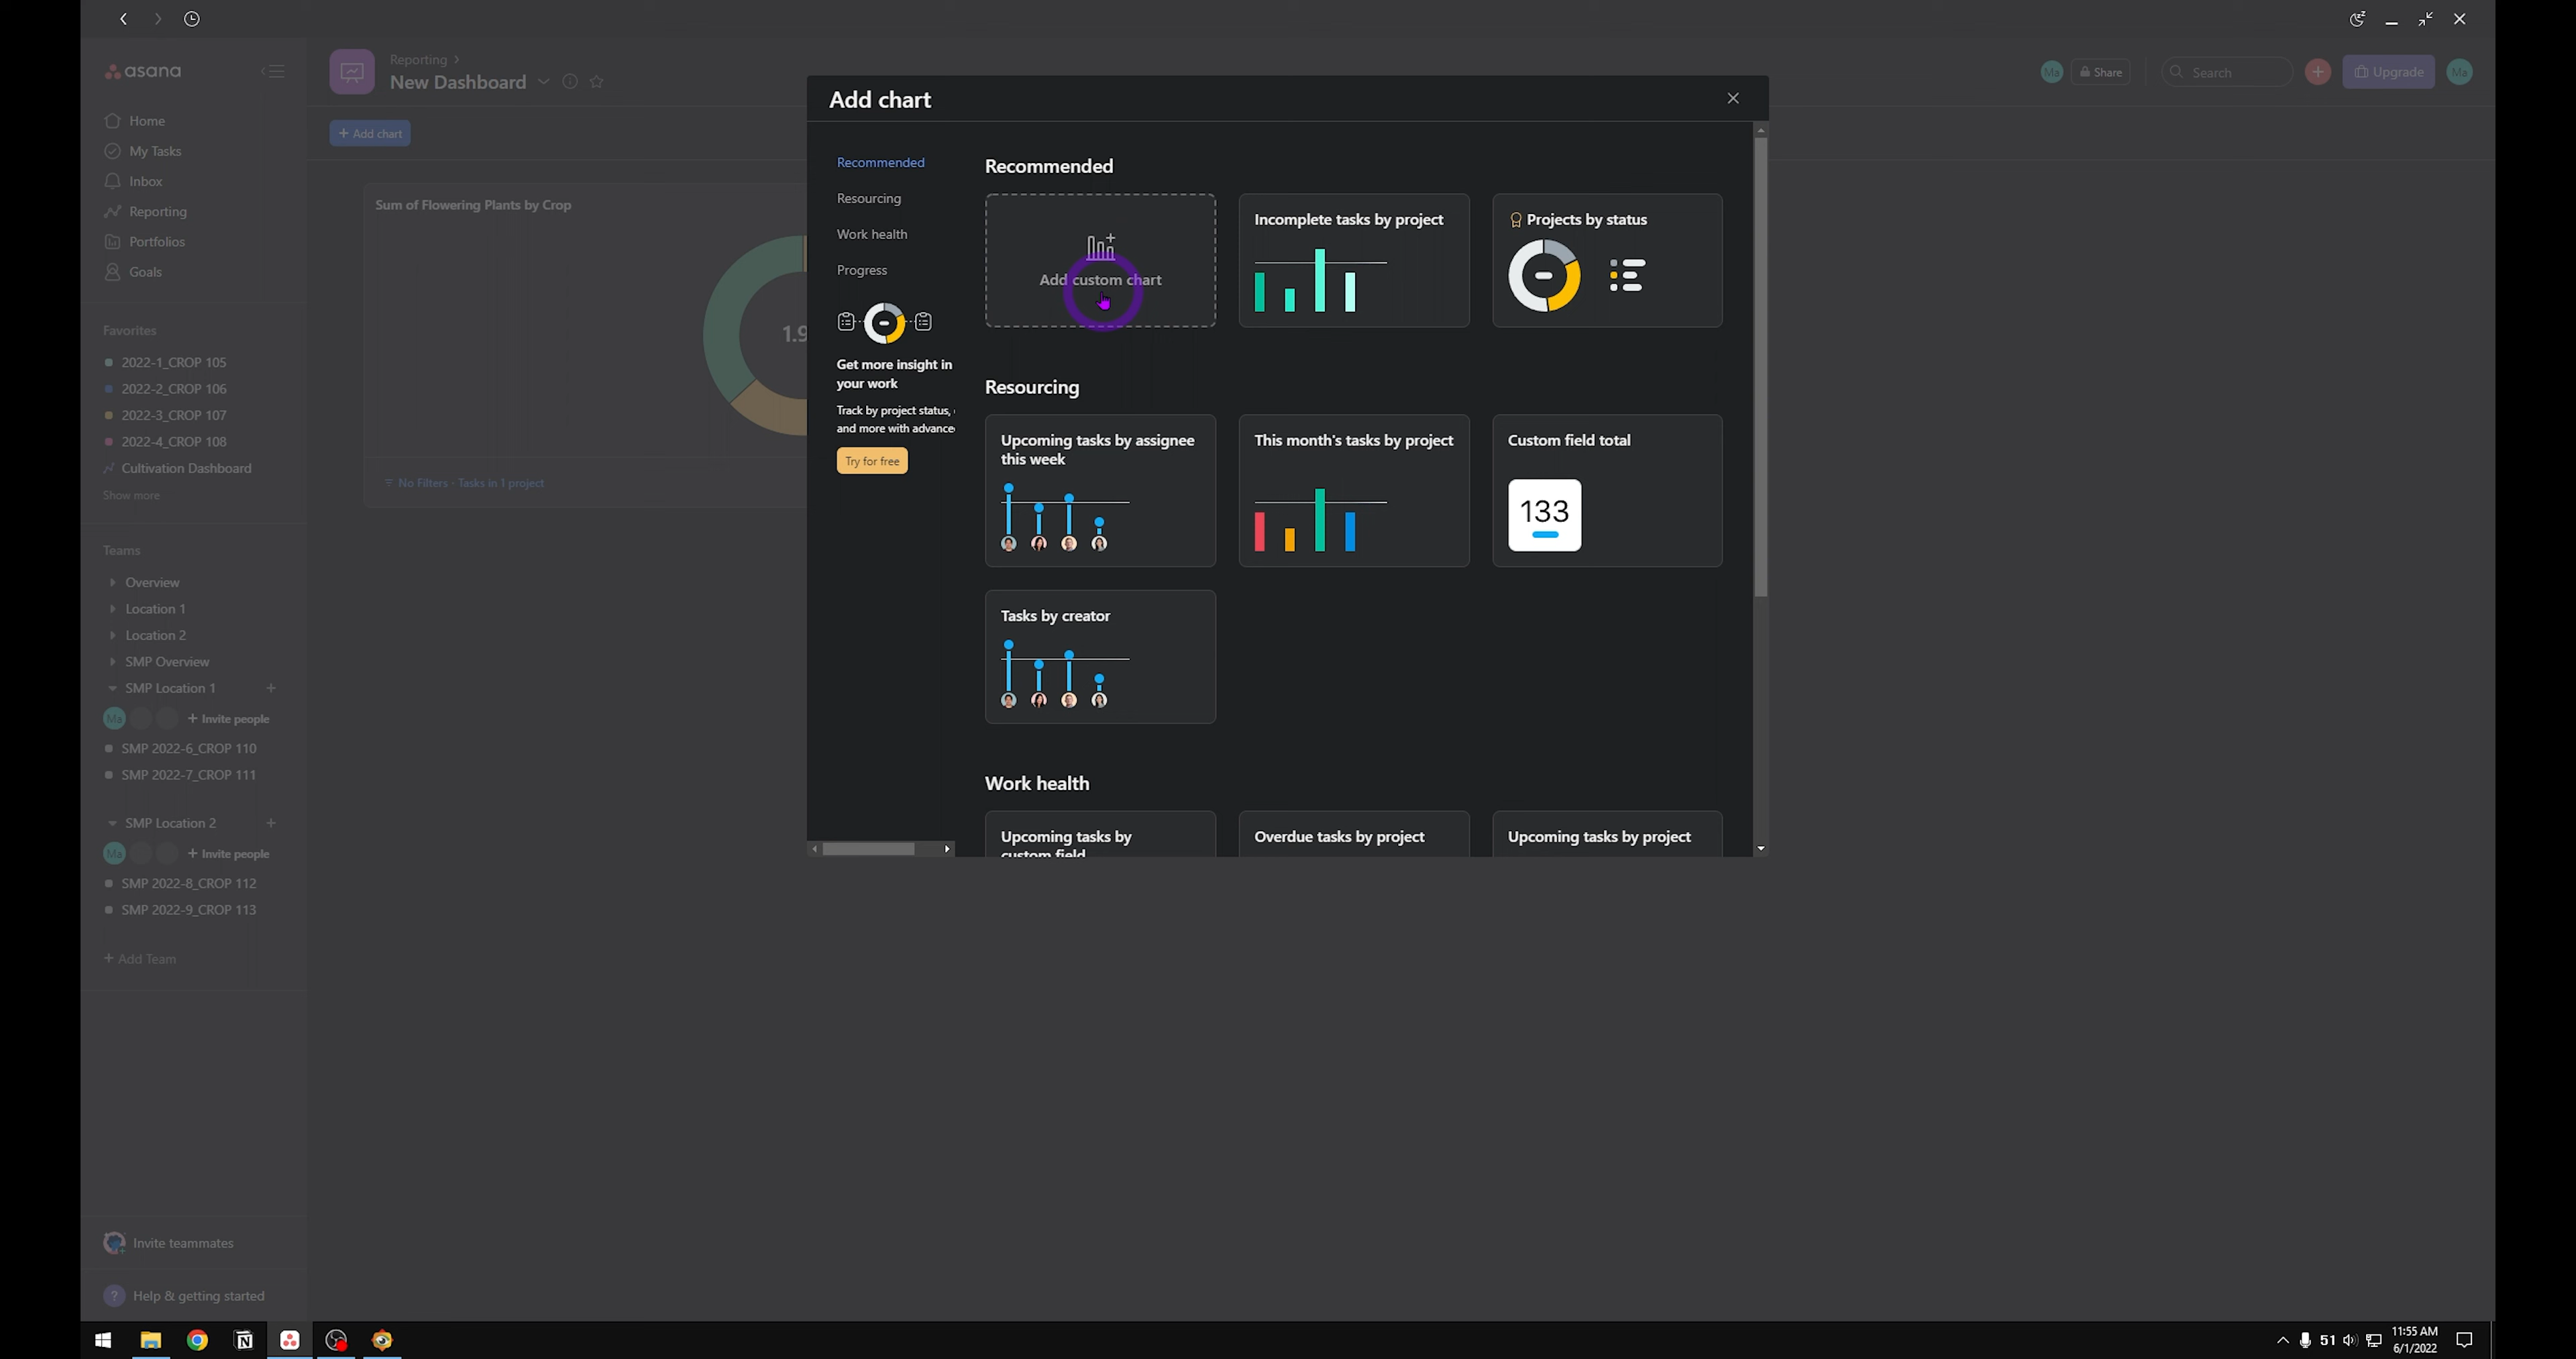 asana
Home
My Tasks
Inbox
Reporting
Portfolios
Goals
Favorites
2022-1_CROP 105
2022-2_CROP 106
2022-3_CROP 107
2022-4_CROP 108
Cultivation Dashboard
Show more
Teams
Overview
Location 1
Location 2
SMP Overview
SMP Location 1
Ma
+ Invite people
SMP 2022-6_CROP 110
SMP 2022-7_CROP 111
SMP Location 2
Ma
+ Invite people
SMP 2022-8_CROP 112
SMP 2022-9_CROP 113
+ Add Team
Invite teammates
? Help & getting started
Reporting
New Dashboard
+ Add chart
Ma
Share
Search
Upgrade
Ma
Sum of Flowering Plants by Crop
1.9
No Filters · Tasks in 1 project
Add chart
Recommended
Resourcing
Work health
Progress
Get more insight in
your work
Track by project status,
and more with advance
Try for free
Recommended
Add custom chart
Incomplete tasks by project
Projects by status
Resourcing
Upcoming tasks by assignee
this week
This month's tasks by project
Custom field total
133
Tasks by creator
Work health
Upcoming tasks by
custom field
Overdue tasks by project
Upcoming tasks by project
51
11:55 AM
6/1/2022